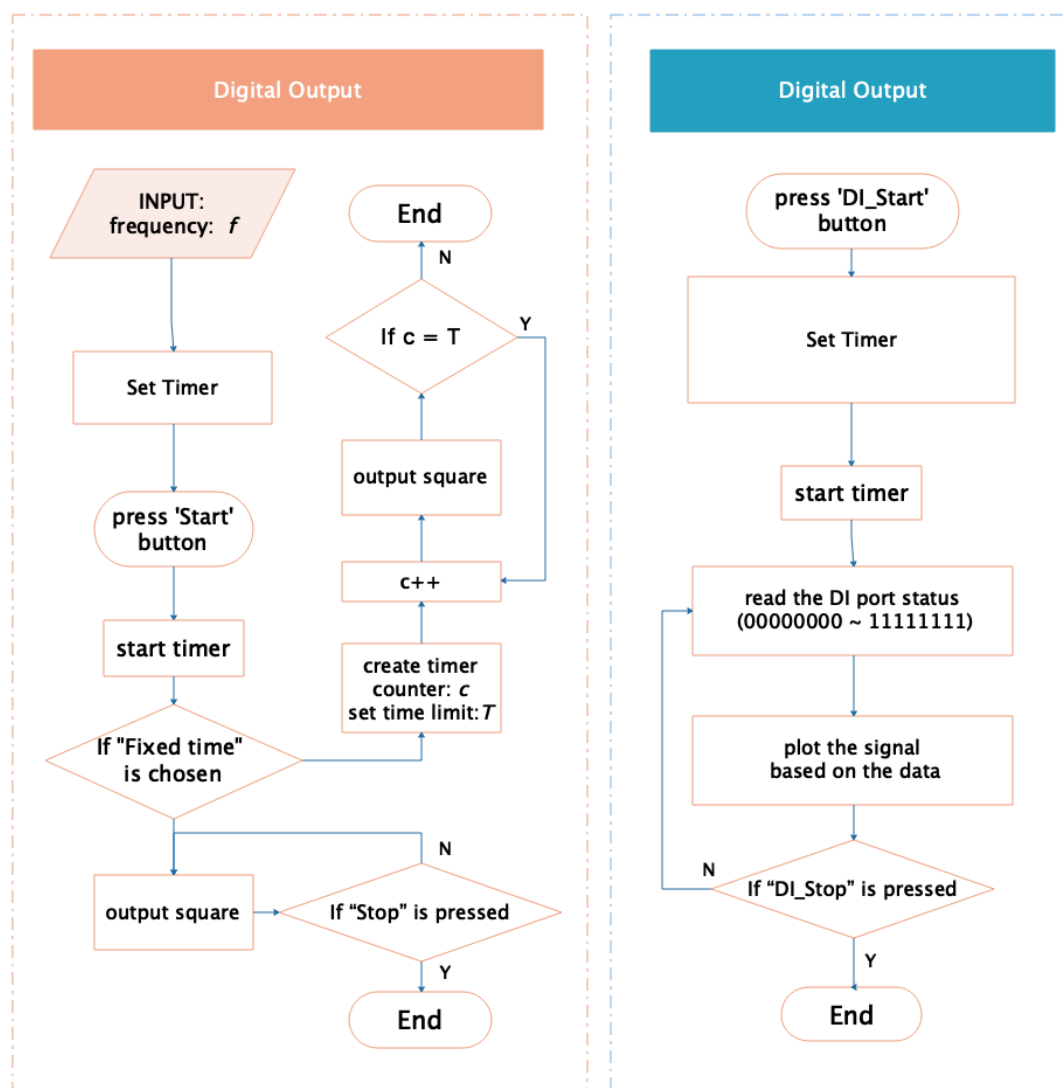 Digital Output
INPUT:
frequency: f
Set Timer
press 'Start'
button
start timer
If "Fixed time"
is chosen
output square
If “Stop” is pressed
N
Y
End
create timer
counter: c
set time limit: T
c++
output square
If c = T
Y
N
End
Digital Output
press 'DI_Start'
button
Set Timer
start timer
read the DI port status
(00000000 ~ 11111111)
plot the signal
based on the data
If “DI_Stop” is pressed
N
Y
End